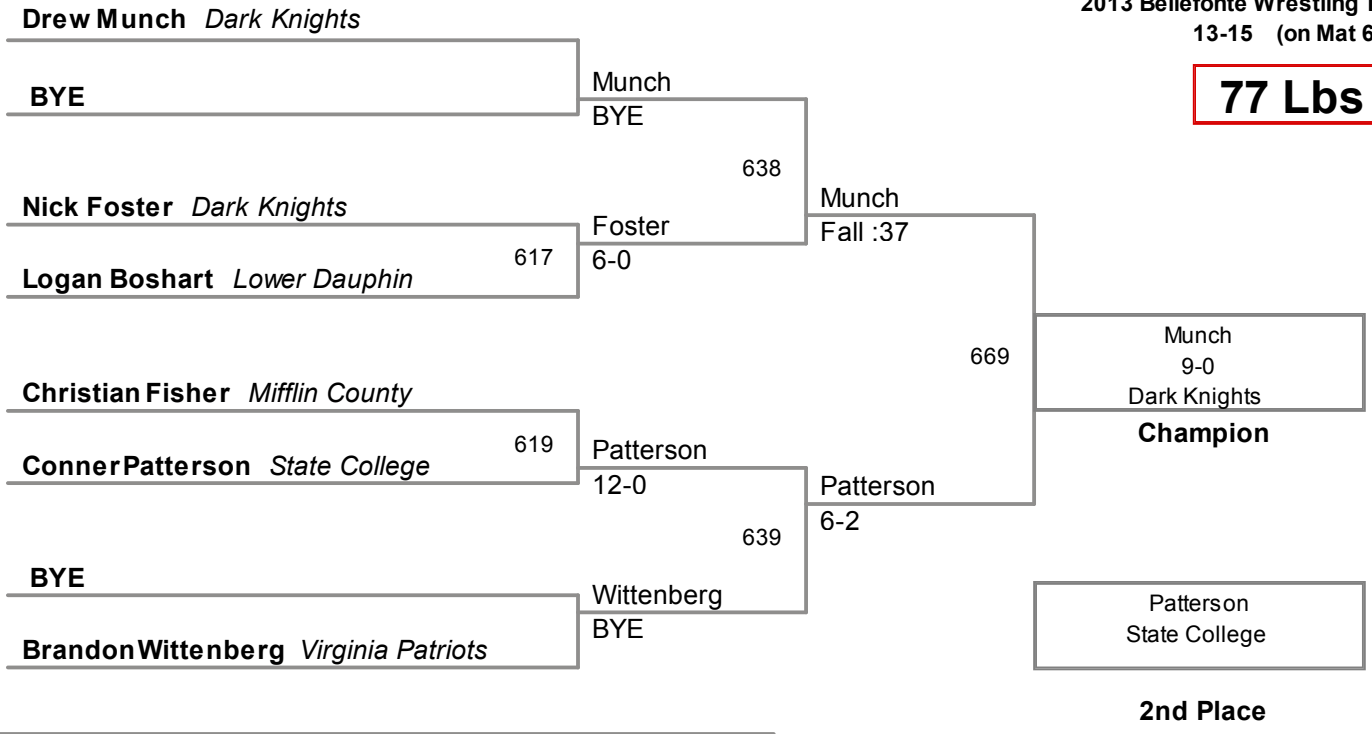 Drew Munch Dark Knights
2013 Bellefonte Wrestling
13-15 (on Mat 6
77 Lbs
BYE
Munch
BYE
638
Nick Foster Dark Knights
Munch
Fall :37
Foster
6-0
617
Logan Boshart Lower Dauphin
669
Munch
9-0
Dark Knights
Champion
Christian Fisher Mifflin County
619
Patterson
12-0
Conner Patterson State College
Patterson
6-2
639
BYE
Wittenberg
BYE
Brandon Wittenberg Virginia Patriots
Patterson
State College
2nd Place